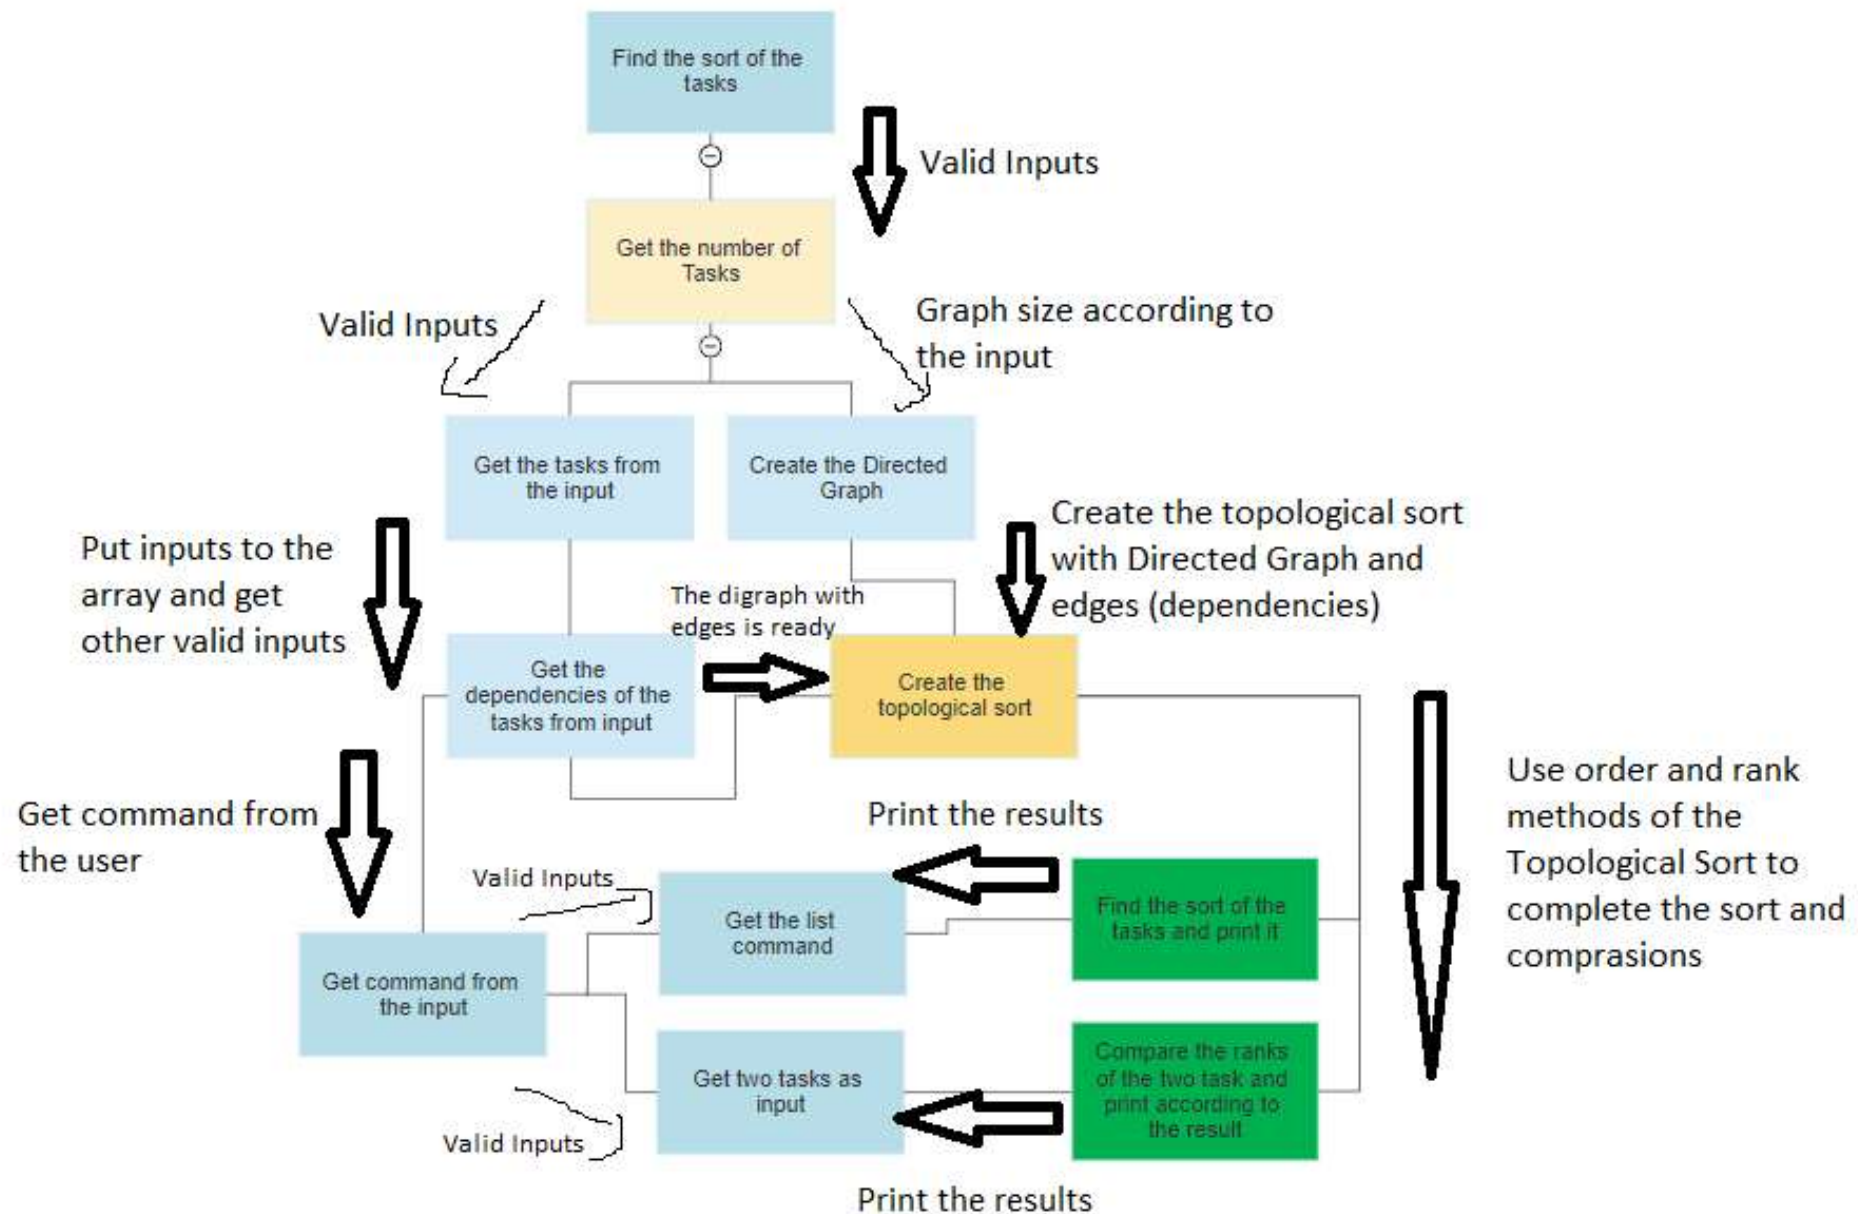 Find the sort of the
tasks
Valid Inputs
Get the number of
Tasks
Valid Inputs
Graph size according to
the input
Get the tasks from
the input
Create the Directed
Graph
Put inputs to the
array and get
other valid inputs
Create the topological sort
with Directed Graph and
edges (dependencies)
The digraph with
edges is ready
Get the
dependencies of the
tasks from input
Create the
topological sort
Get command from
the user
Print the results
Use order and rank
methods of the
Topological Sort to
complete the sort and
comprasions
Valid Inputs
Get the list
command
Find the sort of the
tasks and print it
Get command from
the input
Get two tasks as
input
Compare the ranks
of the two task and
print according to
the result
Valid Inputs
Print the results